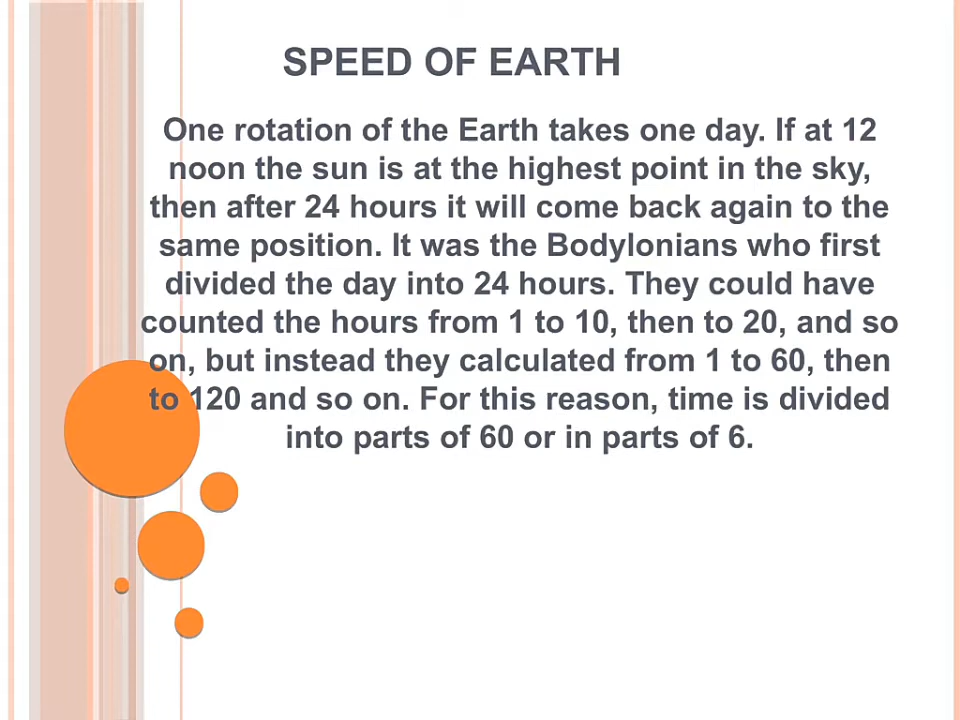 SPEED OF EARTH
One rotation of the Earth takes one day. If at 12
noon the sun is at the highest point in the sky,
then after 24 hours it will come back again to the
same position. It was the Bodylonians who first
divided the day into 24 hours. They could have
counted the hours from 1 to 10, then to 20, and so
on, but instead they calculated from 1 to 60, then
to 120 and so on. For this reason, time is divided
into parts of 60 or in parts of 6.